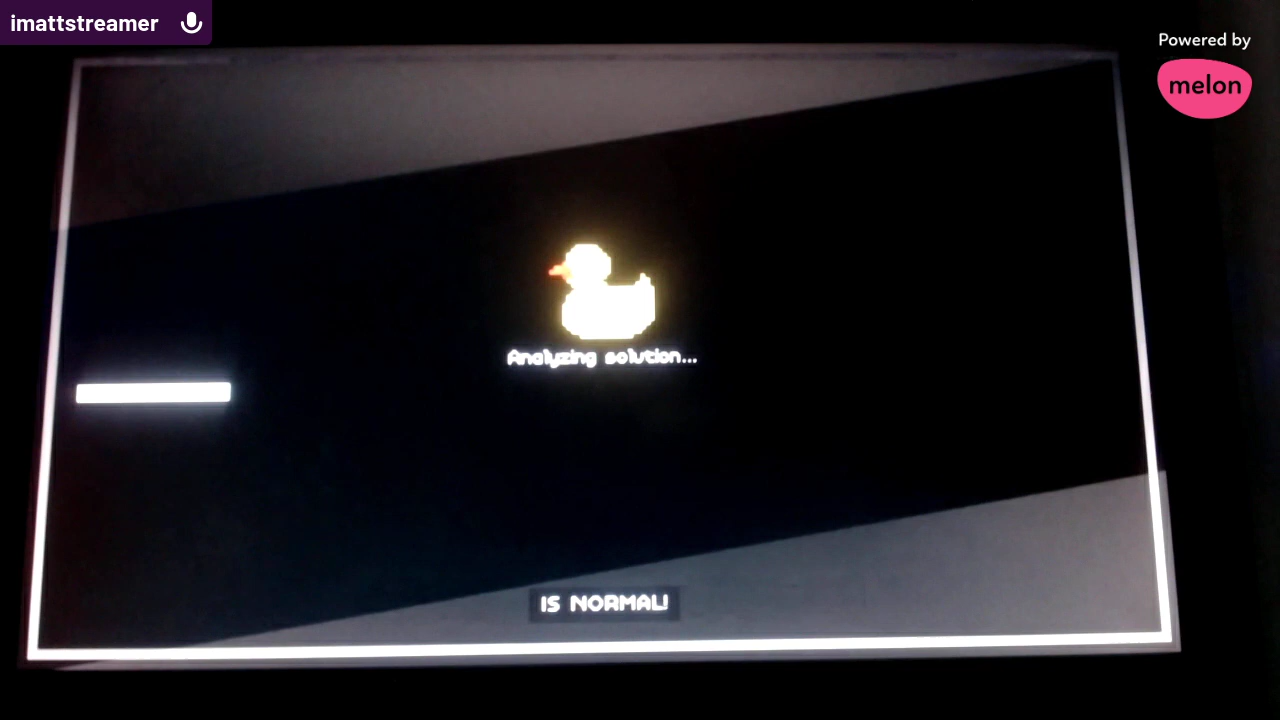 imattstreamer
Powered by
melon
Analyzing solution...
IS NORMAL!